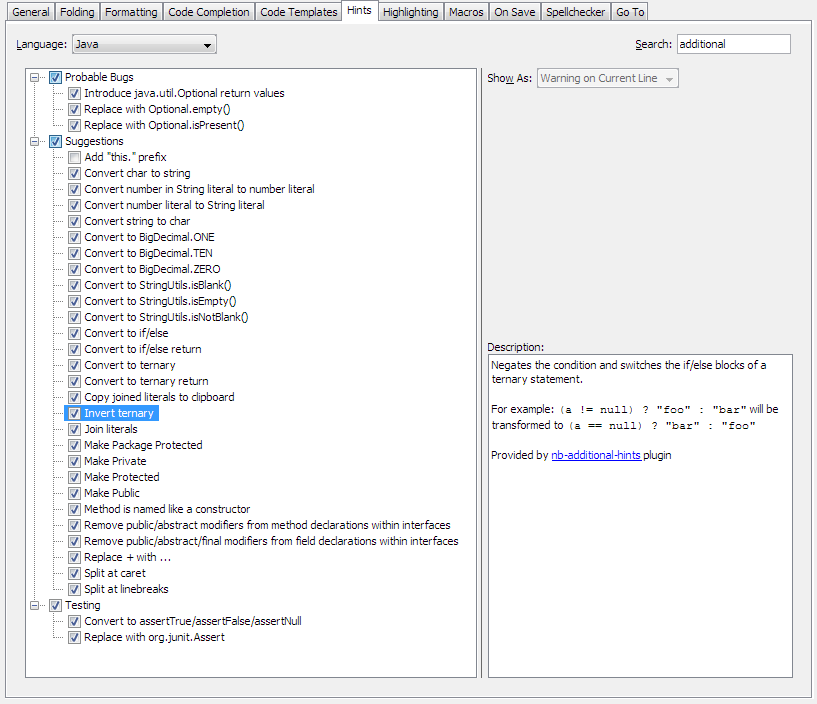 General Folding Formatting Code Completion Code Templates Hints Highlighting Macros On Save Spellchecker Go To
Language: Java Search: additional
Probable Bugs
Introduce java.util.Optional return values
Replace with Optional.empty()
Replace with Optional.isPresent()
Suggestions
Add "this." prefix
Convert char to string
Convert number in String literal to number literal
Convert number literal to String literal
Convert string to char
Convert to BigDecimal.ONE
Convert to BigDecimal.TEN
Convert to BigDecimal.ZERO
Convert to StringUtils.isBlank()
Convert to StringUtils.isEmpty()
Convert to StringUtils.isNotBlank()
Convert to if/else
Convert to if/else return
Convert to ternary
Convert to ternary return
Copy joined literals to clipboard
Invert ternary
Join literals
Make Package Protected
Make Private
Make Protected
Make Public
Method is named like a constructor
Remove public/abstract modifiers from method declarations within interfaces
Remove public/abstract/final modifiers from field declarations within interfaces
Replace + with ...
Split at caret
Split at linebreaks
Testing
Convert to assertTrue/assertFalse/assertNull
Replace with org.junit.Assert
Show As: Warning on Current Line
Description:
Negates the condition and switches the if/else blocks of a
ternary statement.
For example: (a != null) ? "foo" : "bar" will be
transformed to (a == null) ? "bar" : "foo"
Provided by nb-additional-hints plugin